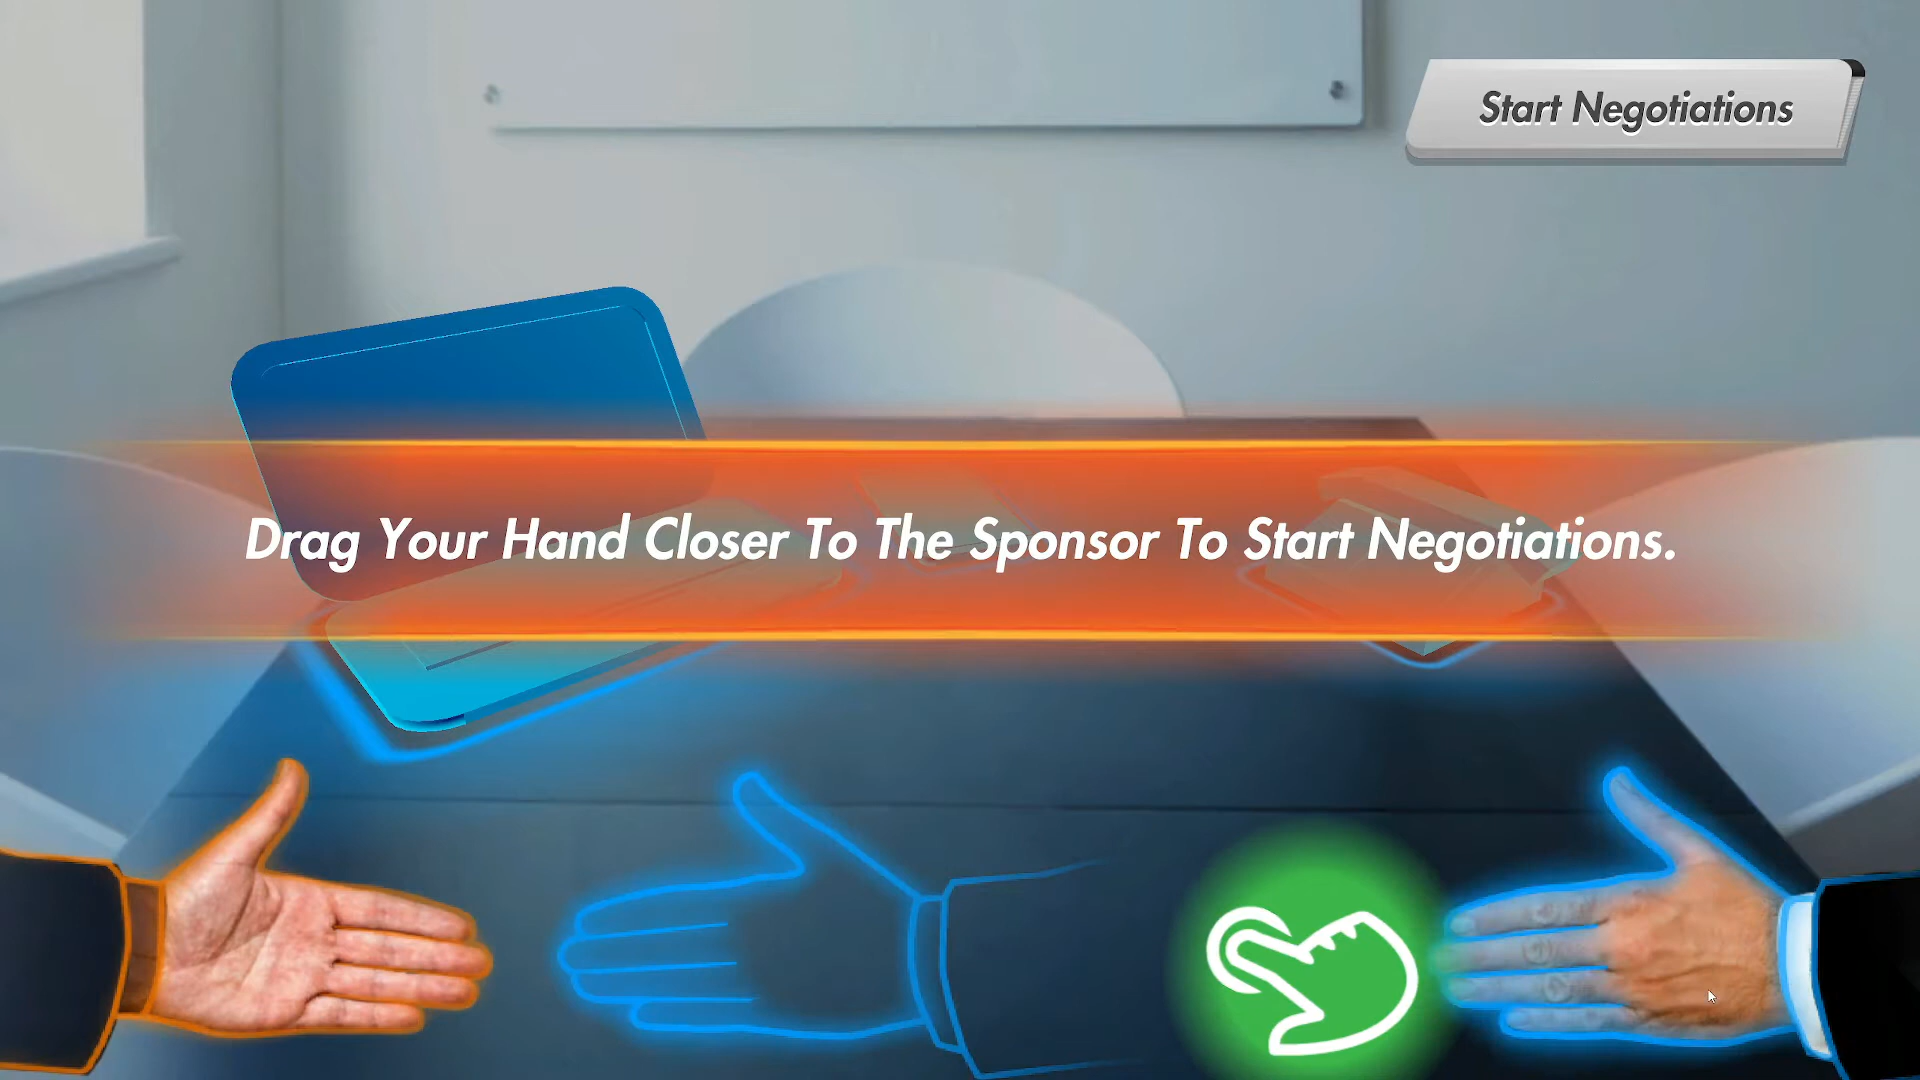 Start Negotiations
Drag Your Hand Closer To The Sponsor To Start Negotiations.